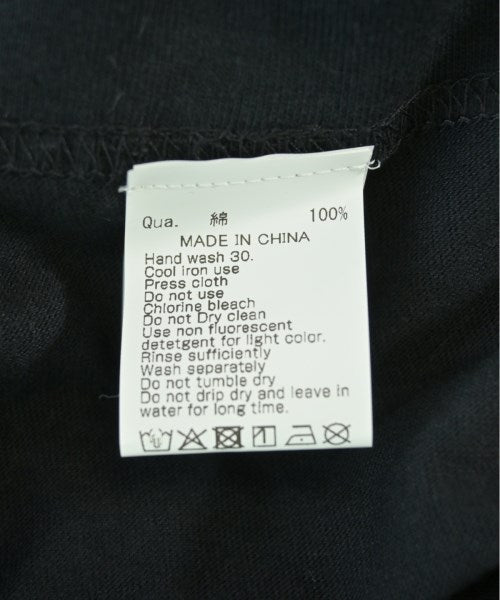 Qua. 綿 100%
MADE IN CHINA
Hand wash 30.
Cool iron use
Press cloth
Do not use
Chlorine bleach
Do not Dry clean
Use non fluorescent
detetgent for light color.
Rinse sufficiently
Wash separately
Do not tumble dry
Do not drip dry and leave in
water for long time.